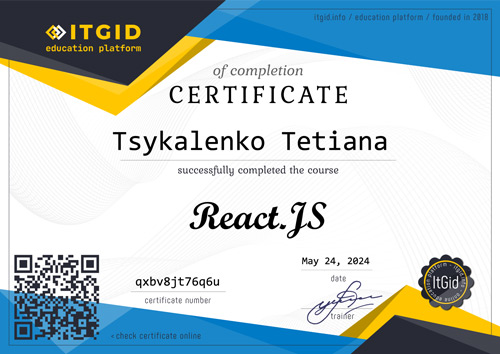 ITGID
education platform
itgid.info / education platform / founded in 2018
of completion
CERTIFICATE
Tsykalenko Tetiana
successfully completed the course
React.JS
May 24, 2024
date
qxbv8jt76q6u
certificate number
trainer
ItGid
< check certificate online